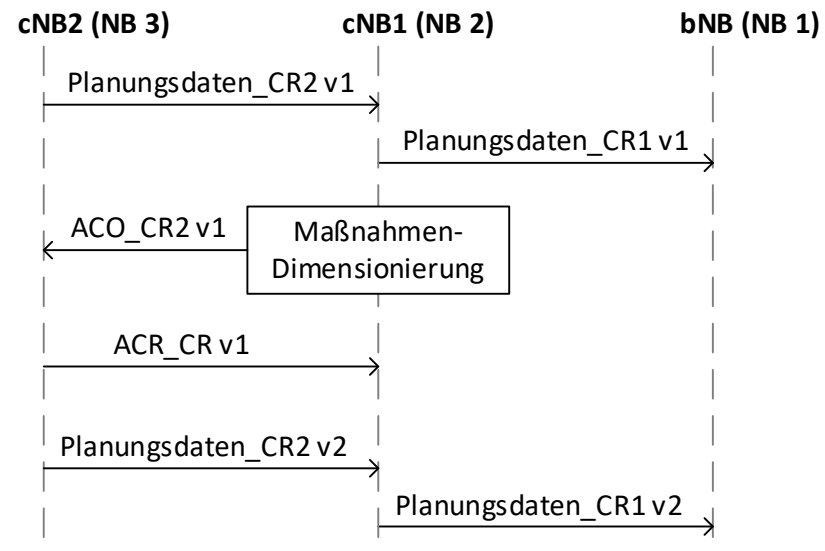 cNB2 (NB 3) cNB1 (NB 2) bNB (NB 1)
Planungsdaten_CR2 v1
Planungsdaten_CR1 v1
ACO_CR2 v1
Maßnahmen-
Dimensionierung
ACR_CR v1
Planungsdaten_CR2 v2
Planungsdaten_CR1 v2